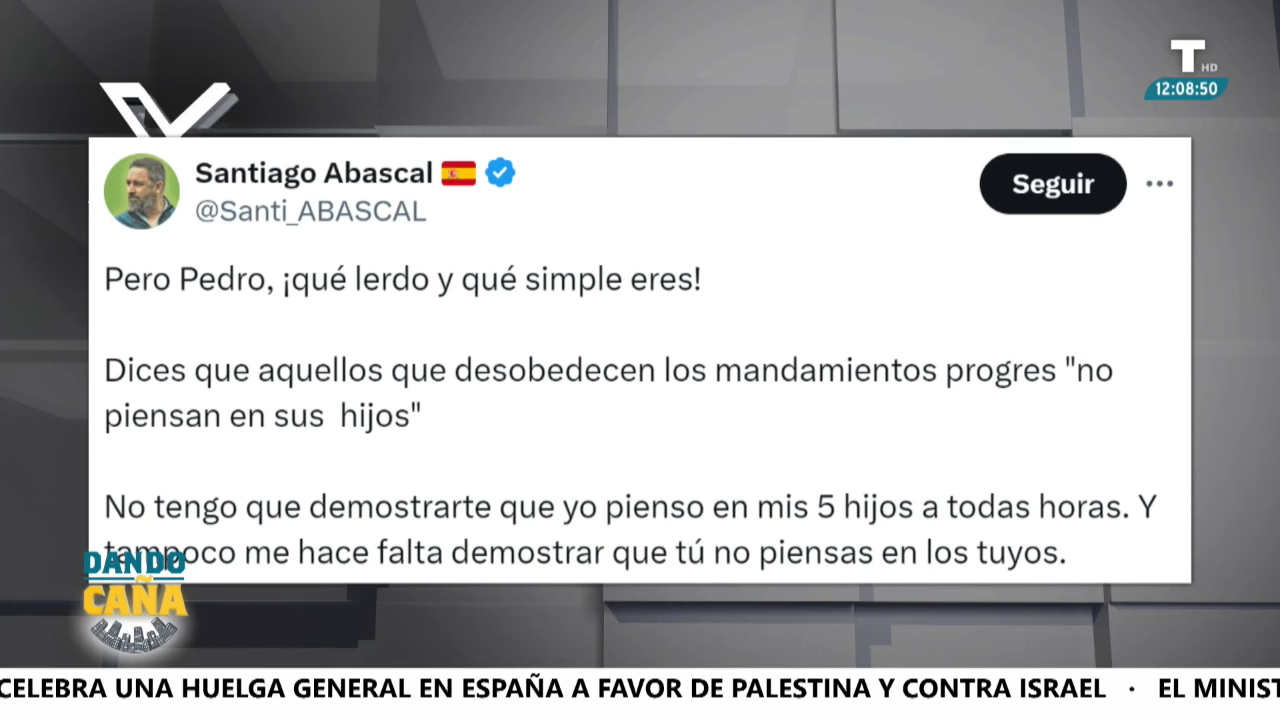 T HD
12:08:50
Santiago Abascal
@Santi_ABASCAL
Seguir
Pero Pedro, ¡qué lerdo y qué simple eres!
Dices que aquellos que desobedecen los mandamientos progres "no
piensan en sus  hijos"
No tengo que demostrarte que yo pienso en mis 5 hijos a todas horas. Y
tampoco me hace falta demostrar que tú no piensas en los tuyos.
DANDO
CAÑA
CELEBRA UNA HUELGA GENERAL EN ESPAÑA A FAVOR DE PALESTINA Y CONTRA ISRAEL · EL MINIST